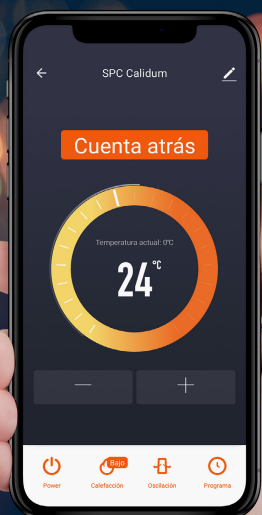 SPC Calidum
Cuenta atrás
Temperatura actual: 0°C
24°C
Bajo
Power Calefacción Oscilación Programa